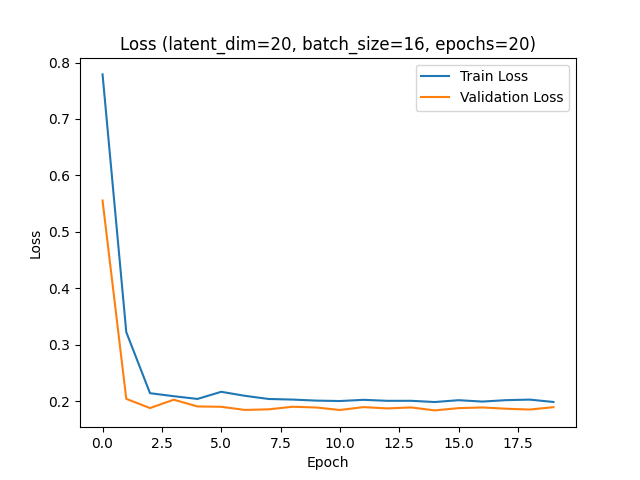 Loss (latent_dim=20, batch_size=16, epochs=20)
Train Loss
Validation Loss
Loss
0.8
0.7
0.6
0.5
0.4
0.3
0.2
0.0 2.5 5.0 7.5 10.0 12.5 15.0 17.5
Epoch